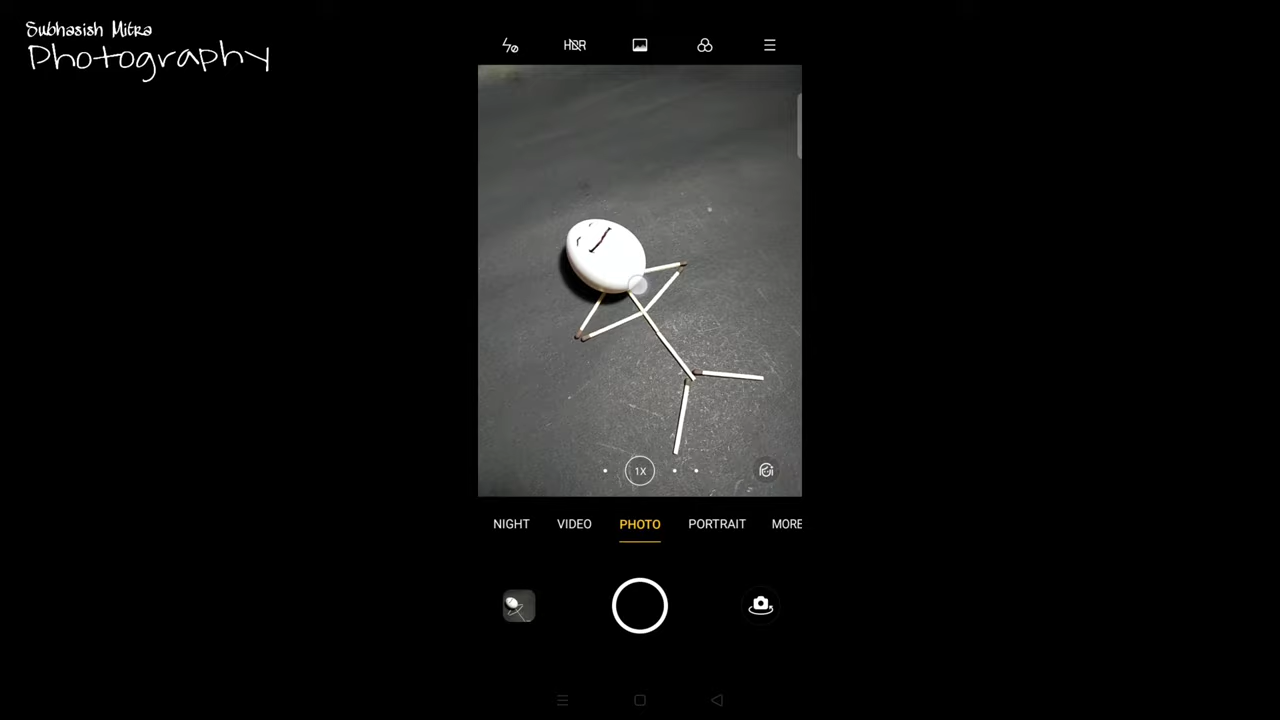 Subhasish Mitra
Photography
HDR
1X
NIGHT VIDEO PHOTO PORTRAIT MORE